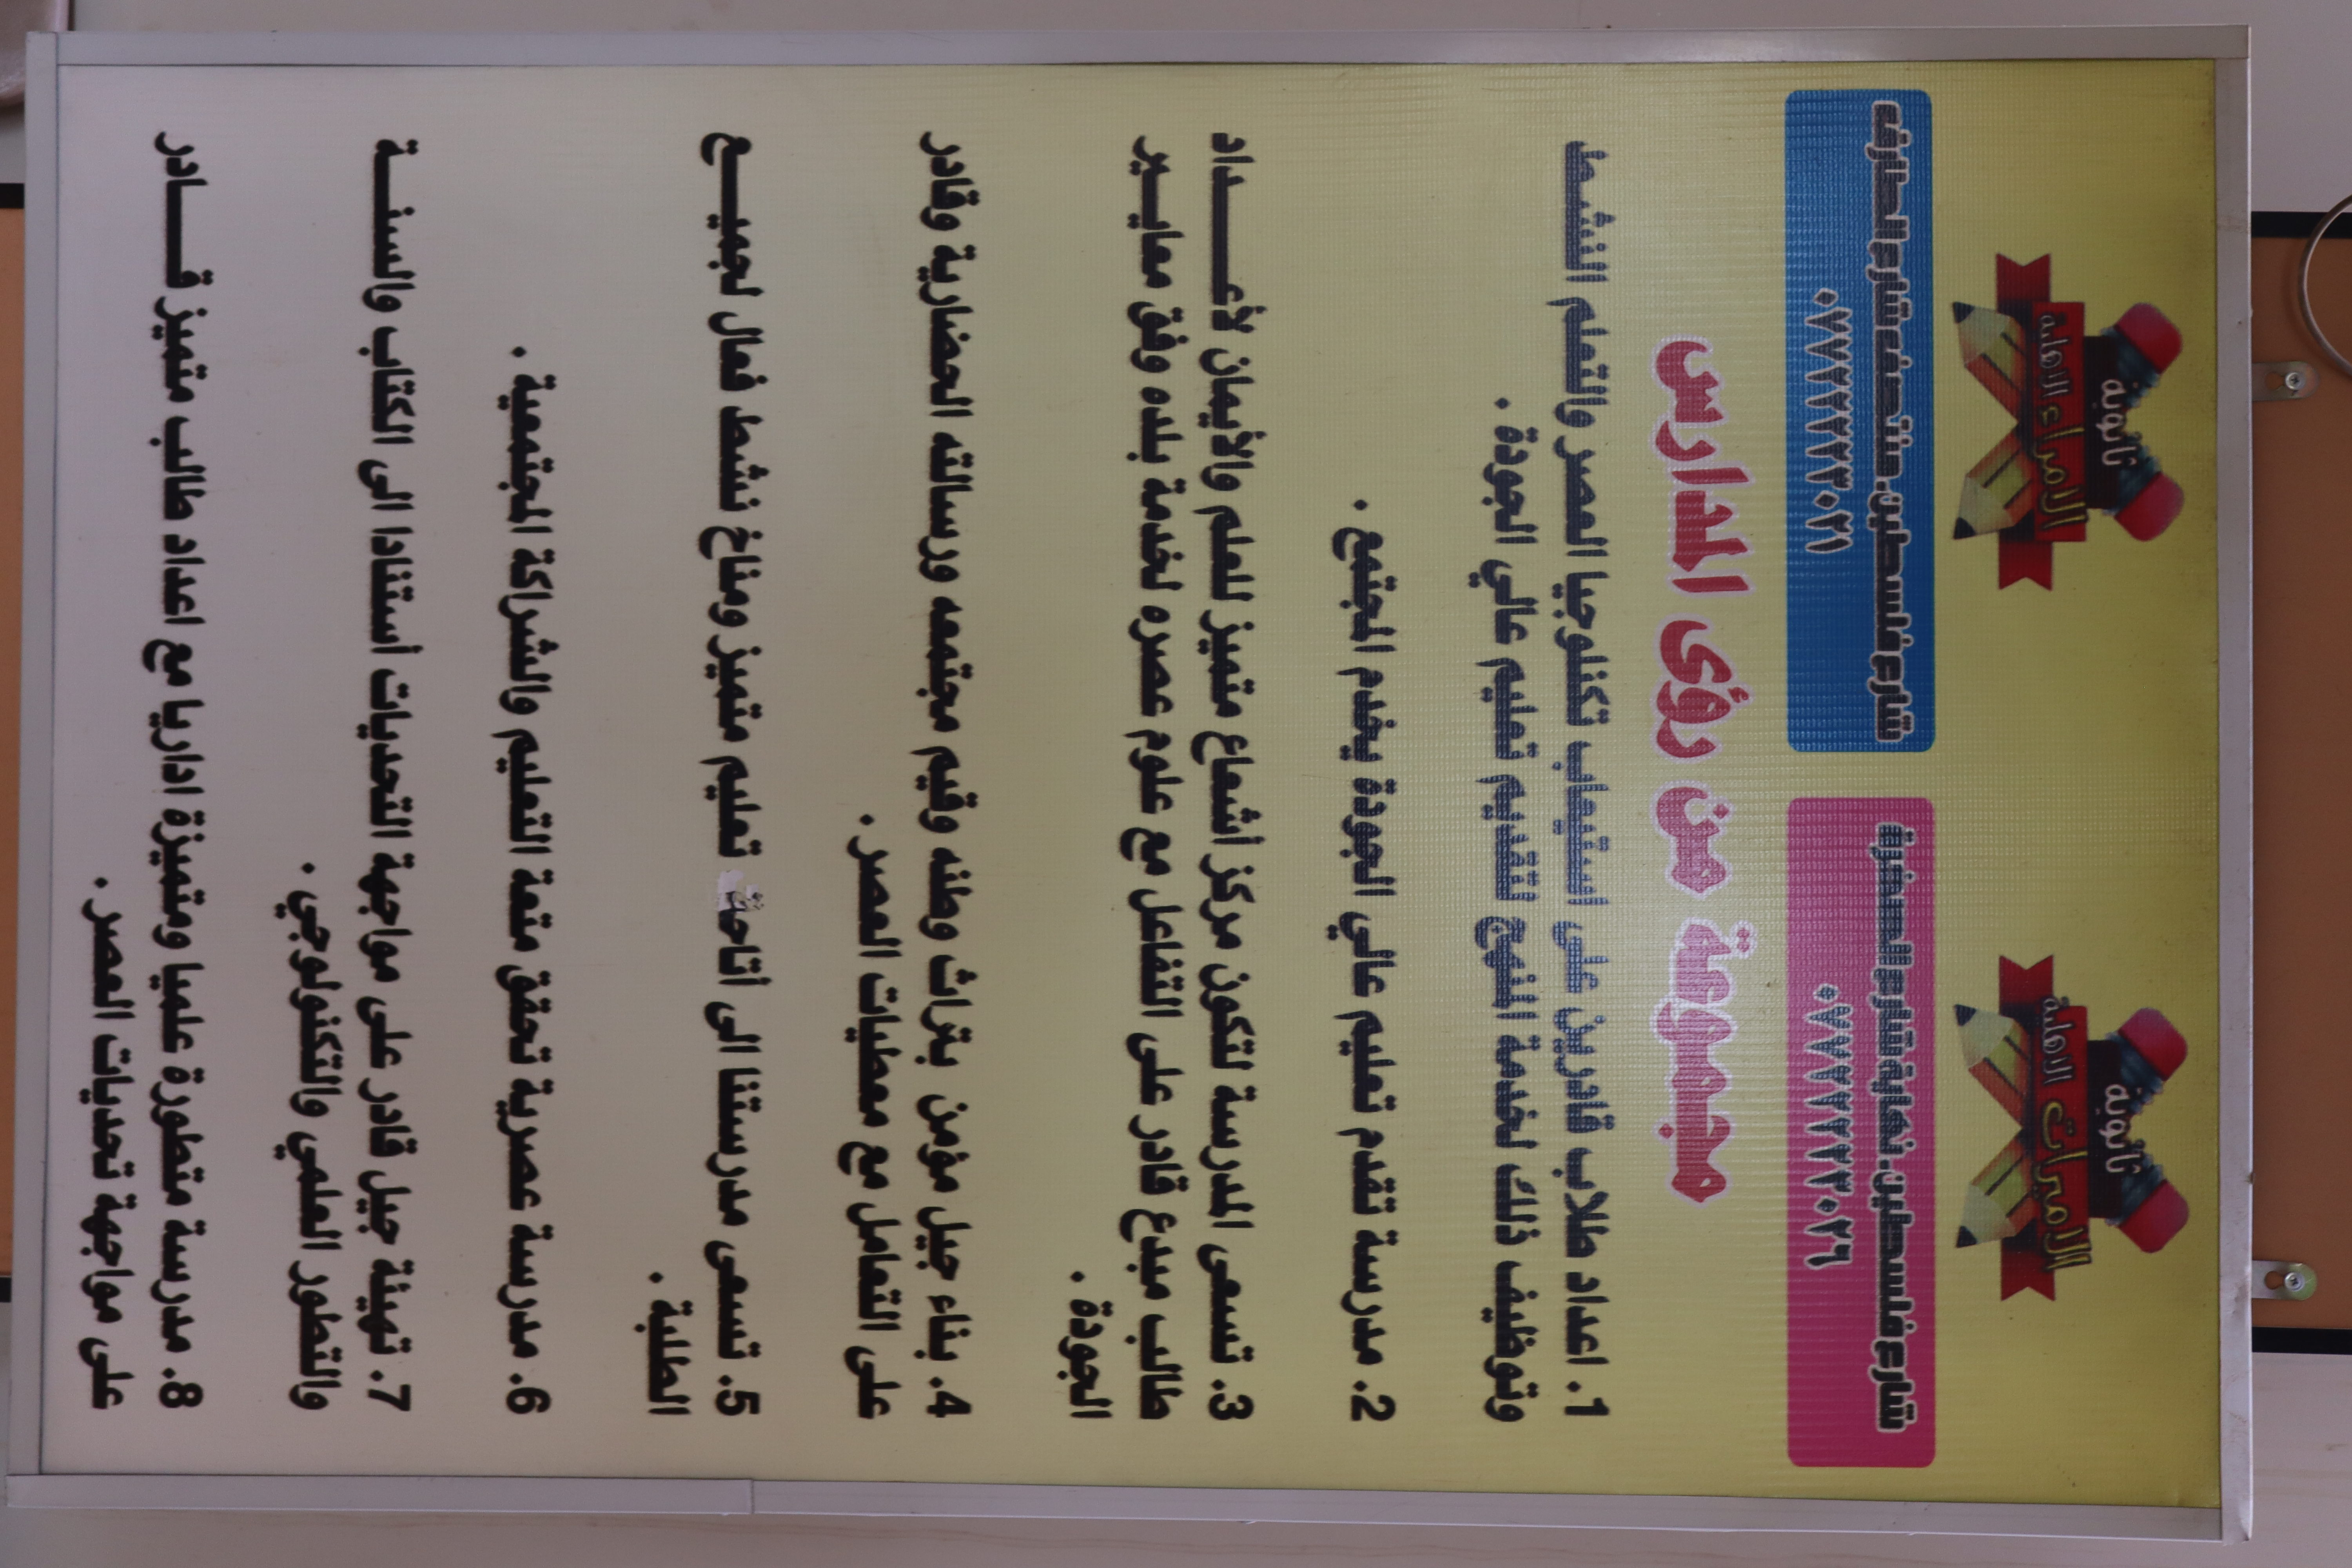 ثانوية
الاميرات الاهلية
ثانوية
الامراء الاهلية
شارع فلسطين. نهاية شارع الصخرة
٠٧٧٢٢٢٢٣٠٢٦
شارع فلسطين. منتصف شارع الطارق
٠٧٧٢٢٢٢٣٠٢١
مجموعة من رؤى المدارس
1. اعداد طلاب قادرين على استيعاب تكنلوجيا العصر والتعلم النشط
وتوظيف ذلك لخدمة المنهج لتقديم تعليم عالي الجودة .
2. مدرسة تقدم تعليم عالي الجودة يخدم المجتمع .
3. تسعى المدرسة لتكون مركز أشعاع متميز للعلم والأيمان لأعـــــداد
طالب مبدع قادر على التفاعل مع علوم عصره لخدمة بلده وفق معايـــير
الجودة .
4. بناء جيل مؤمن بتراث وطنه وقيم مجتمعه ورسالته الحضارية وقادر
على التعامل مع معطيات العصر .
5. تسعى مدرستنا الى أتاحة تعليم متميز ومناخ نشط فعال لجميـــع
الطلبة .
6. مدرسة عصرية تحقق متعة التعليم والشراكة المجتمعية .
7. تهيئة جيل قادر على مواجهة التحديات أستنادا الى الكتاب والسنـــة
والتطور العلمي والتكنولوجي .
8. مدرسة متطورة علميا ومتميزة اداريا مع اعداد طالب متميز قـــــادر
على مواجهة تحديات العصر .